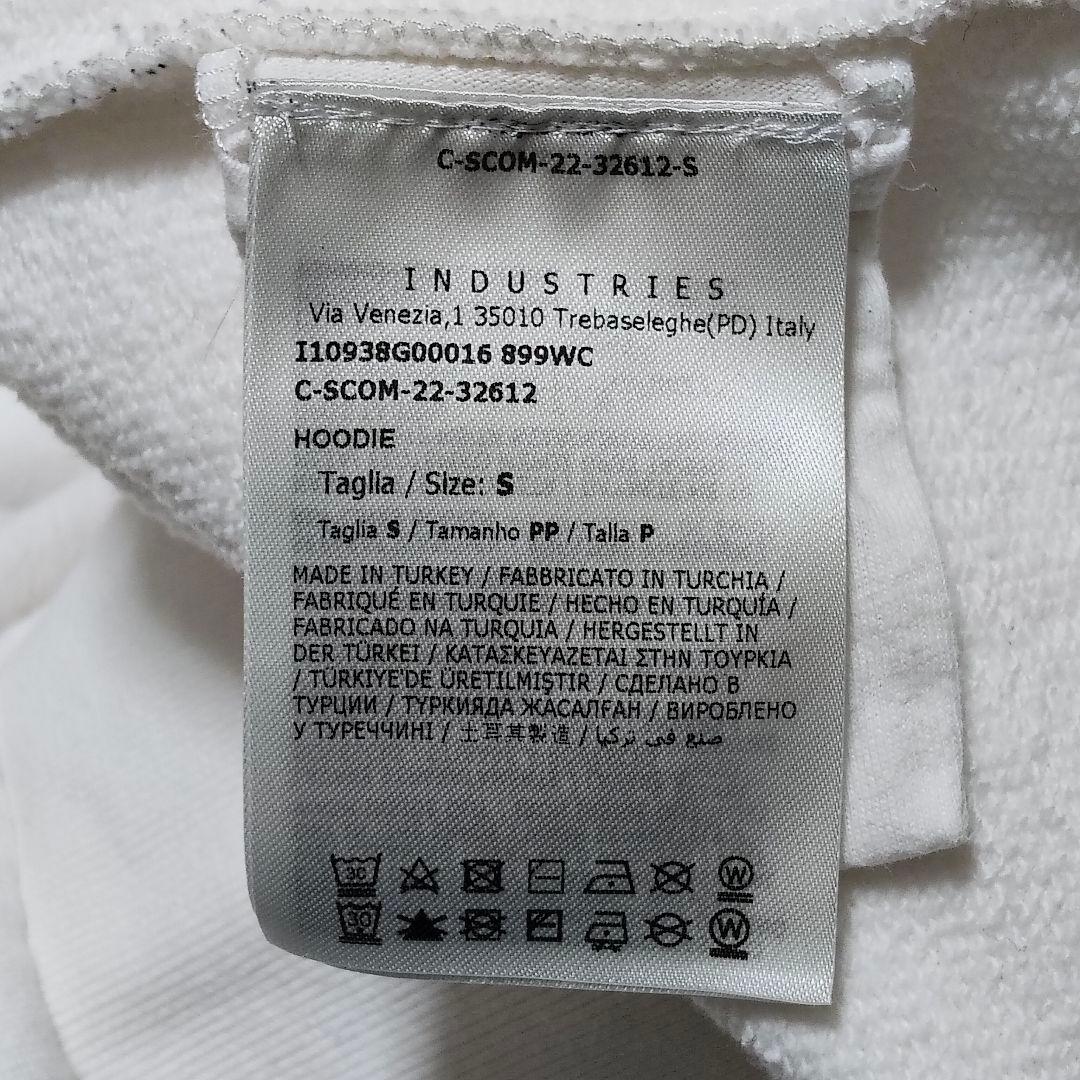 C-SCOM-22-32612-S
INDUSTRIES
Via Venezia,1 35010 Trebaseleghe(PD) Italy
I10938G00016 899WC
C-SCOM-22-32612
HOODIE
Taglia / Size: S
Taglia S / Tamanho PP / Talla P
MADE IN TURKEY / FABBRICATO IN TURCHIA /
FABRIQUÉ EN TURQUIE / HECHO EN TURQUÍA /
FABRICADO NA TURQUIA / HERGESTELLT IN
DER TÜRKEI / ΚΑΤΑΣΚΕΥΑΖΕΤΑΙ ΣΤΗΝ ΤΟΥΡΚΙΑ
/ TÜRKİYE'DE ÜRETİLMİŞTİR / СДЕЛАНО В
ТУРЦИИ / ТҮРКИЯДА ЖАСАЛҒАН / ВИРОБЛЕНО
У ТУРЕЧЧИНІ / 土耳其製造 / صنع في تركيا
30 W
30 W